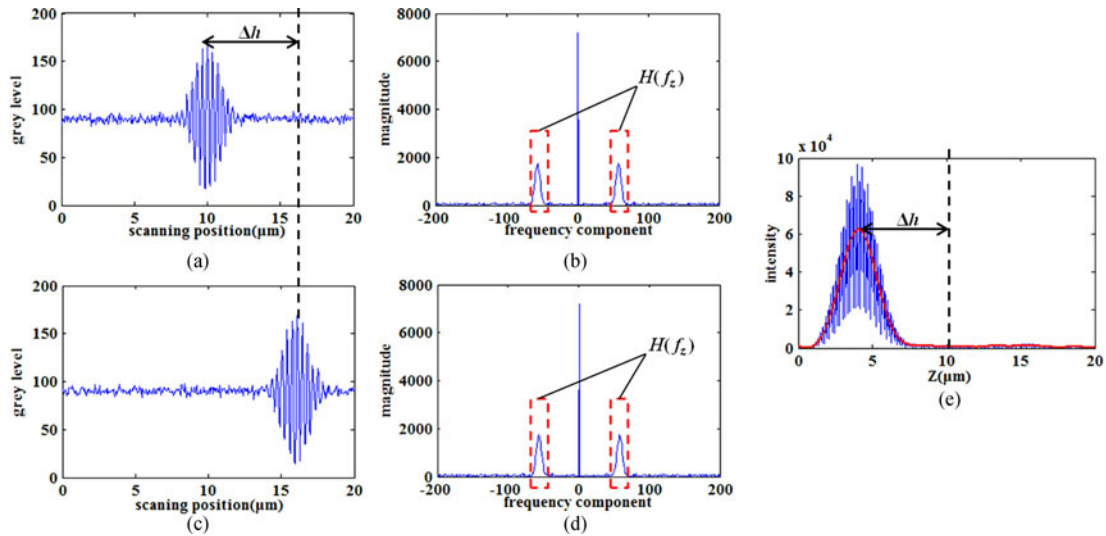 200
150
100
50
0
grey level
Δh
0 5 10 15 20
scanning position(μm)
(a)
8000
6000
4000
2000
0
magnitude
H(f_z)
-200 -100 0 100 200
frequency component
(b)
200
150
100
50
0
grey level
0 5 10 15 20
scaning position(μm)
(c)
8000
6000
4000
2000
0
magnitude
H(f_z)
-200 -100 0 100 200
frequency component
(d)
x 10^4
10
8
6
4
2
0
intensity
Δh
0 5 10 15 20
Z(μm)
(e)